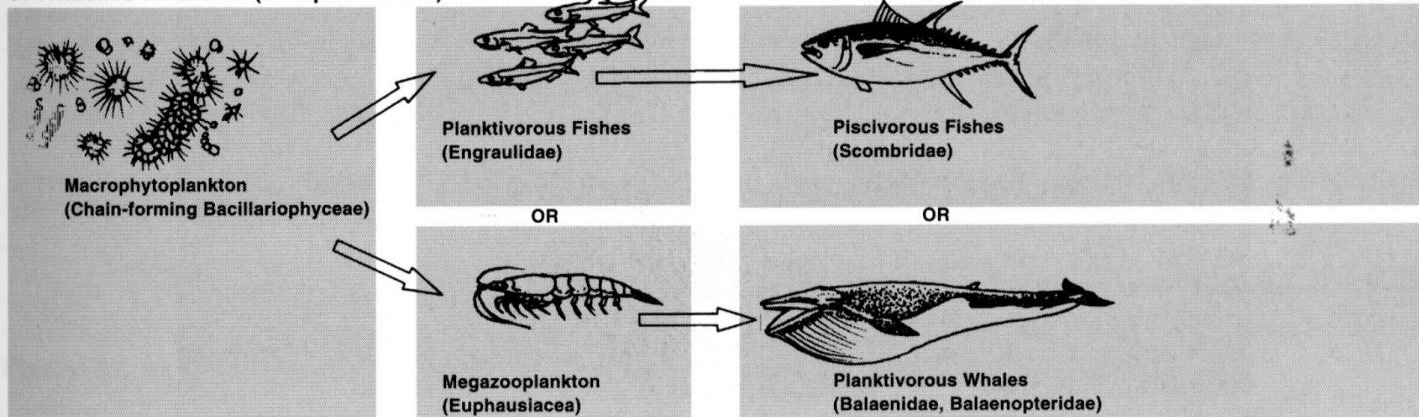 Planktivorous Fishes
(Engraulidae)
Piscivorous Fishes
(Scombridae)
Macrophytoplankton
(Chain-forming Bacillariophyceae)
OR
OR
Megazooplankton
(Euphausiacea)
Planktivorous Whales
(Balaenidae, Balaenopteridae)